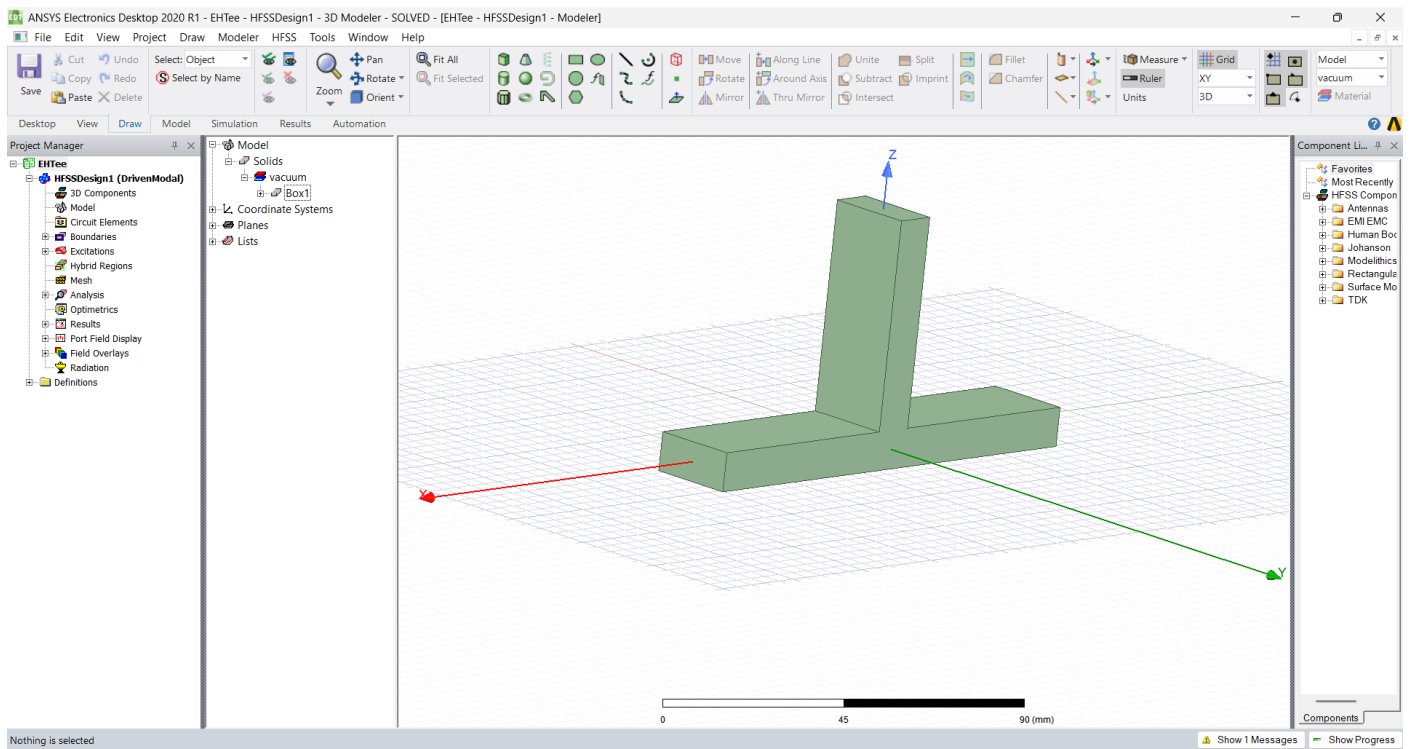 ANSYS Electronics Desktop 2020 R1 - EHTee - HFSSDesign1 - 3D Modeler - SOLVED - [EHTee - HFSSDesign1 - Modeler]
File Edit View Project Draw Modeler HFSS Tools Window Help
Save
Cut
Undo
Copy
Redo
Paste
Delete
Select: Object
Select by Name
Zoom
Pan
Rotate
Orient
Fit All
Fit Selected
Move
Rotate
Mirror
Along Line
Around Axis
Thru Mirror
Unite
Split
Subtract
Imprint
Intersect
Fillet
Chamfer
Measure
Ruler
Units
Grid
XY
3D
Model
vacuum
Material
Desktop View Draw Model Simulation Results Automation
Project Manager
EHTee
HFSSDesign1 (DrivenModal)
3D Components
Model
Circuit Elements
Boundaries
Excitations
Hybrid Regions
Mesh
Analysis
Optimetrics
Results
Port Field Display
Field Overlays
Radiation
Definitions
Model
Solids
vacuum
Box1
Coordinate Systems
Planes
Lists
Z
X
Y
0 45 90 (mm)
Component Li...
Favorites
Most Recently
HFSS Compon
Antennas
EMI EMC
Human Boc
Johanson
Modelithics
Rectangula
Surface Mo
TDK
Components
Nothing is selected
Show 1 Messages
Show Progress